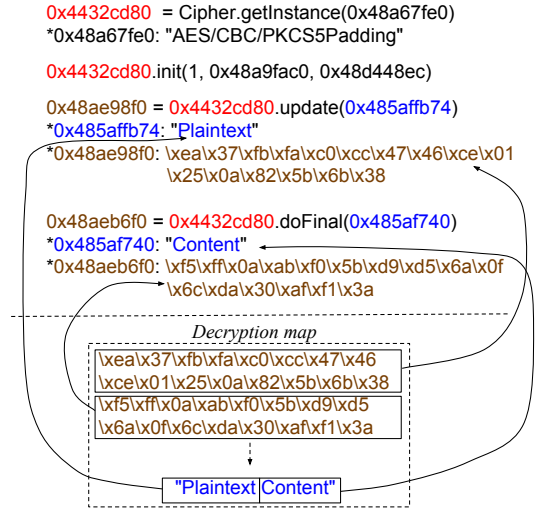 0x4432cd80 = Cipher.getInstance(0x48a67fe0)
*0x48a67fe0: "AES/CBC/PKCS5Padding"
0x4432cd80.init(1, 0x48a9fac0, 0x48d448ec)
0x48ae98f0 = 0x4432cd80.update(0x485affb74)
*0x485affb74: "Plaintext"
*0x48ae98f0: \xea\x37\xfb\xfa\xc0\xcc\x47\x46\xce\x01
\x25\x0a\x82\x5b\x6b\x38
0x48aeb6f0 = 0x4432cd80.doFinal(0x485af740)
*0x485af740: "Content"
*0x48aeb6f0: \xf5\xff\x0a\xab\xf0\x5b\xd9\xd5\x6a\x0f
\x6c\xda\x30\xaf\xf1\x3a
Decryption map
\xea\x37\xfb\xfa\xc0\xcc\x47\x46
\xce\x01\x25\x0a\x82\x5b\x6b\x38
\xf5\xff\x0a\xab\xf0\x5b\xd9\xd5
\x6a\x0f\x6c\xda\x30\xaf\xf1\x3a
"Plaintext Content"